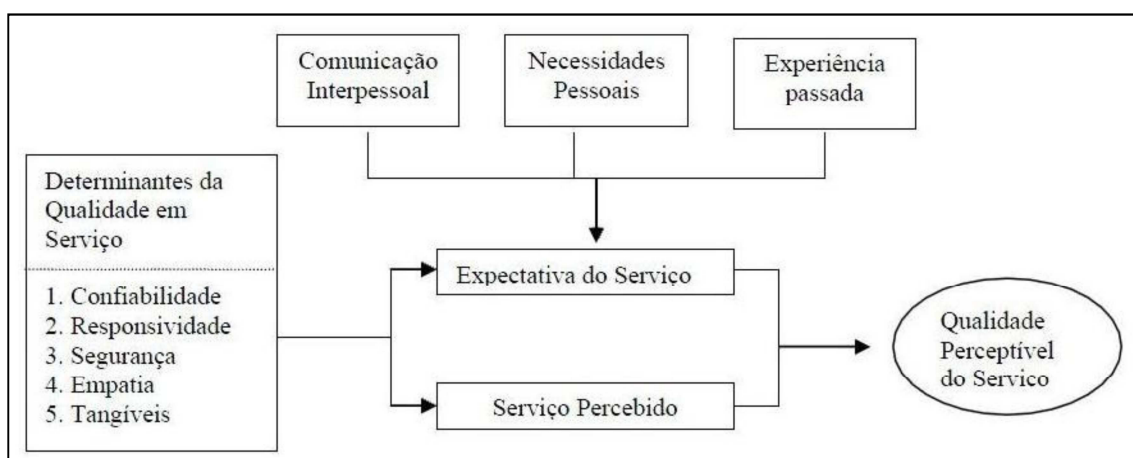 Comunicação
Interpessoal
Necessidades
Pessoais
Experiência
passada
Determinantes da
Qualidade em
Serviço
1. Confiabilidade
2. Responsividade
3. Segurança
4. Empatia
5. Tangíveis
Expectativa do Serviço
Serviço Percebido
Qualidade
Perceptível
do Servico